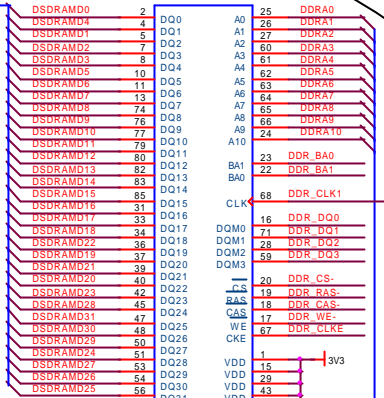 DSDRAMD0 2 DQ0 A0 25 DDRA0
DSDRAMD4 4 DQ1 A1 26 DDRA1
DSDRAMD1 5 DQ2 A2 27 DDRA2
DSDRAMD2 7 DQ3 A3 60 DDRA3
DSDRAMD3 8 DQ4 A4 61 DDRA4
DSDRAMD5 10 DQ5 A5 62 DDRA5
DSDRAMD6 11 DQ6 A6 63 DDRA6
DSDRAMD7 13 DQ7 A7 64 DDRA7
DSDRAMD8 74 DQ8 A8 65 DDRA8
DSDRAMD9 76 DQ9 A9 66 DDRA9
DSDRAMD10 77 DQ10 A10 24 DDRA10
DSDRAMD11 79 DQ11
DSDRAMD12 80 DQ12 BA1 23 DDR_BA0
DSDRAMD13 82 DQ13 BA0 22 DDR_BA1
DSDRAMD14 83 DQ14
DSDRAMD15 85 DQ15 CLK 68 DDR_CLK1
DSDRAMD16 31 DQ16
DSDRAMD17 33 DQ17 DQM0 16 DDR_DQ0
DSDRAMD18 34 DQ18 DQM1 71 DDR_DQ1
DSDRAMD22 36 DQ19 DQM2 28 DDR_DQ2
DSDRAMD19 37 DQ20 DQM3 59 DDR_DQ3
DSDRAMD21 39 DQ21
DSDRAMD20 40 DQ22 CS 20 DDR_CS-
DSDRAMD23 42 DQ23 RAS 19 DDR_RAS-
DSDRAMD28 45 DQ24 CAS 18 DDR_CAS-
DSDRAMD31 47 DQ25 WE 17 DDR_WE-
DSDRAMD30 48 DQ26 CKE 67 DDR_CLKE
DSDRAMD29 50 DQ27
DSDRAMD24 51 DQ28 VDD 1 3V3
DSDRAMD27 53 DQ29 VDD 15
DSDRAMD26 54 DQ30 VDD 29
DSDRAMD25 56 VDD 43